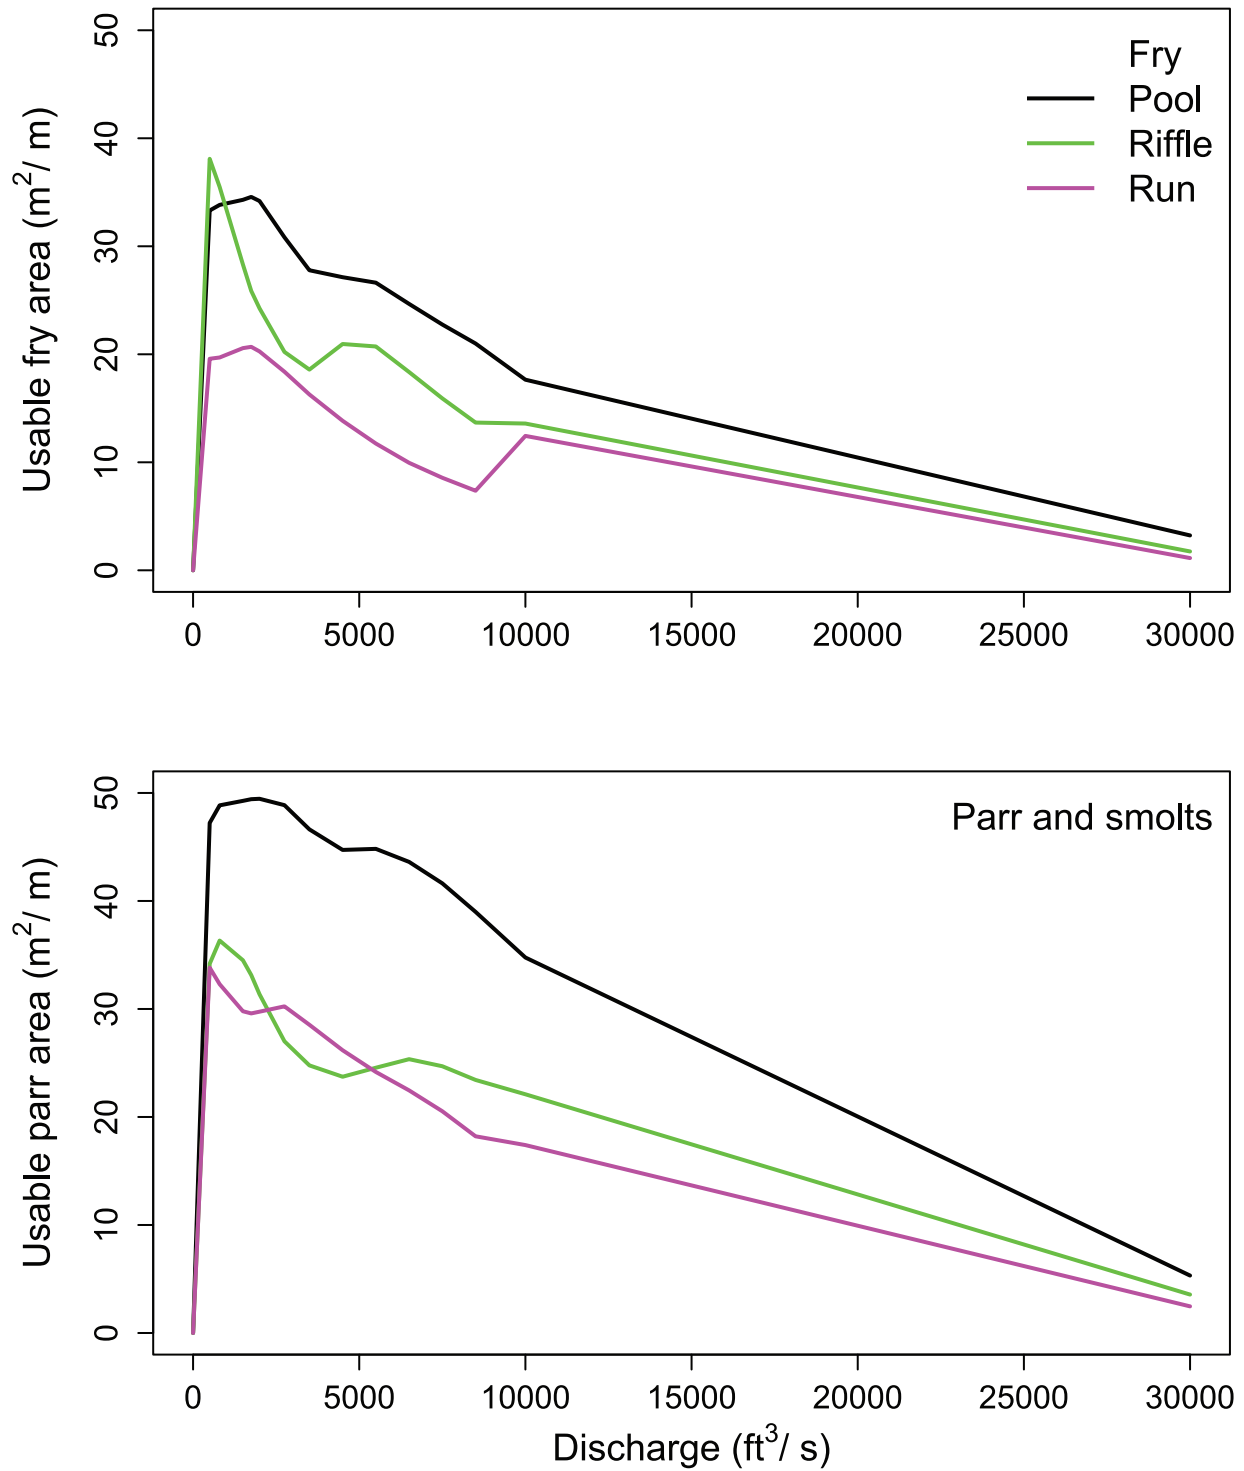 Usable fry area (m²/ m)
50
40
30
20
10
0
Fry
Pool
Riffle
Run
0 5000 10000 15000 20000 25000 30000
Usable parr area (m²/ m)
50
40
30
20
10
0
Parr and smolts
0 5000 10000 15000 20000 25000 30000
Discharge (ft³/ s)